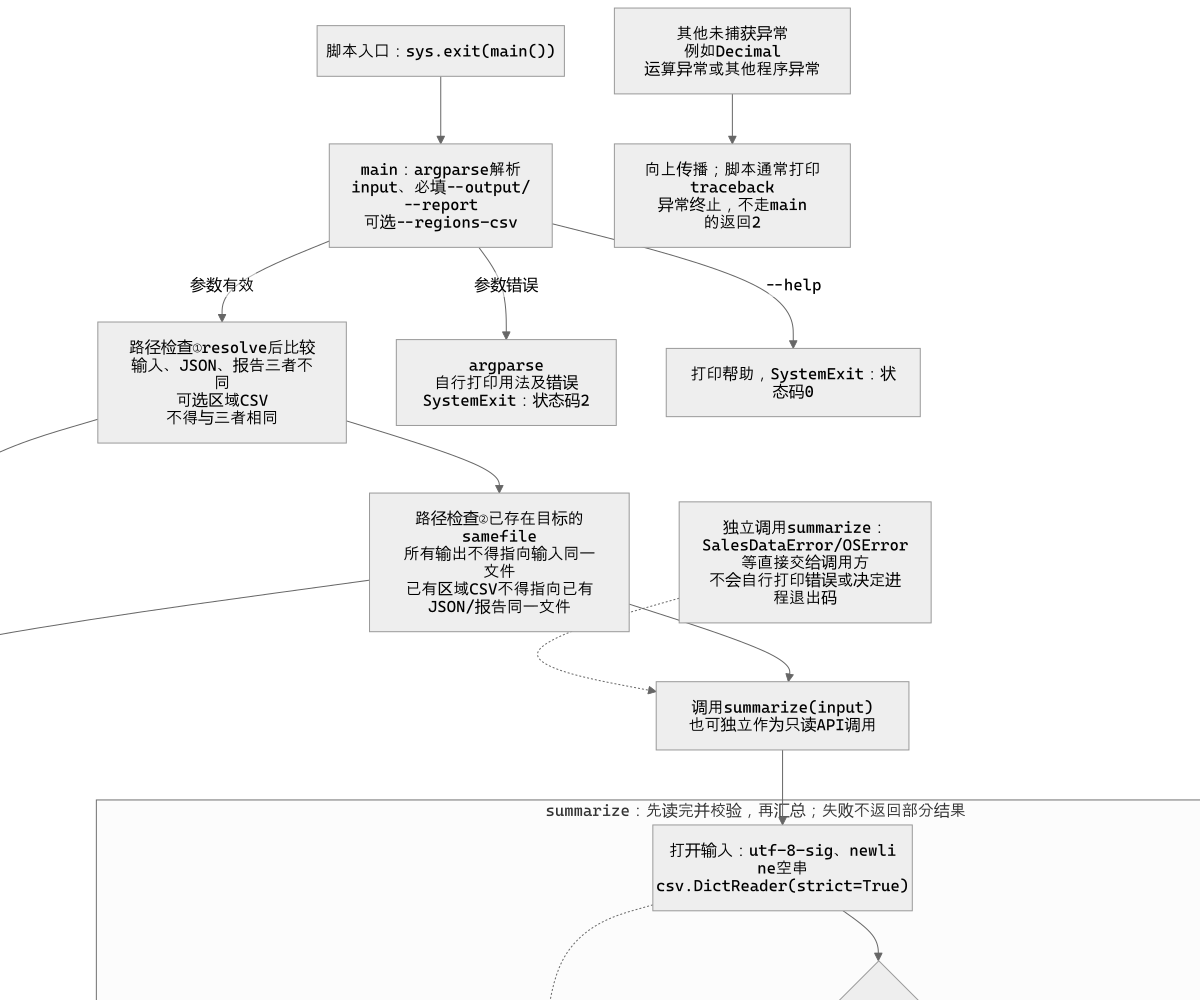 脚本入口：sys.exit(main())
其他未捕获异常
例如Decimal
运算异常或其他程序异常
main：argparse解析
input、必填--output/
--report
可选--regions-csv
向上传播；脚本通常打印
traceback
异常终止，不走main
的返回2
参数有效
参数错误
--help
路径检查①resolve后比较
输入、JSON、报告三者不
同
可选区域CSV
不得与三者相同
argparse
自行打印用法及错误
SystemExit：状态码2
打印帮助，SystemExit：状
态码0
路径检查②已存在目标的
samefile
所有输出不得指向输入同一
文件
已有区域CSV不得指向已有
JSON/报告同一文件
独立调用summarize：
SalesDataError/OSError
等直接交给调用方
不会自行打印错误或决定进
程退出码
调用summarize(input)
也可独立作为只读API调用
summarize：先读完并校验，再汇总；失败不返回部分结果
打开输入：utf-8-sig、newli
ne空串
csv.DictReader(strict=True)